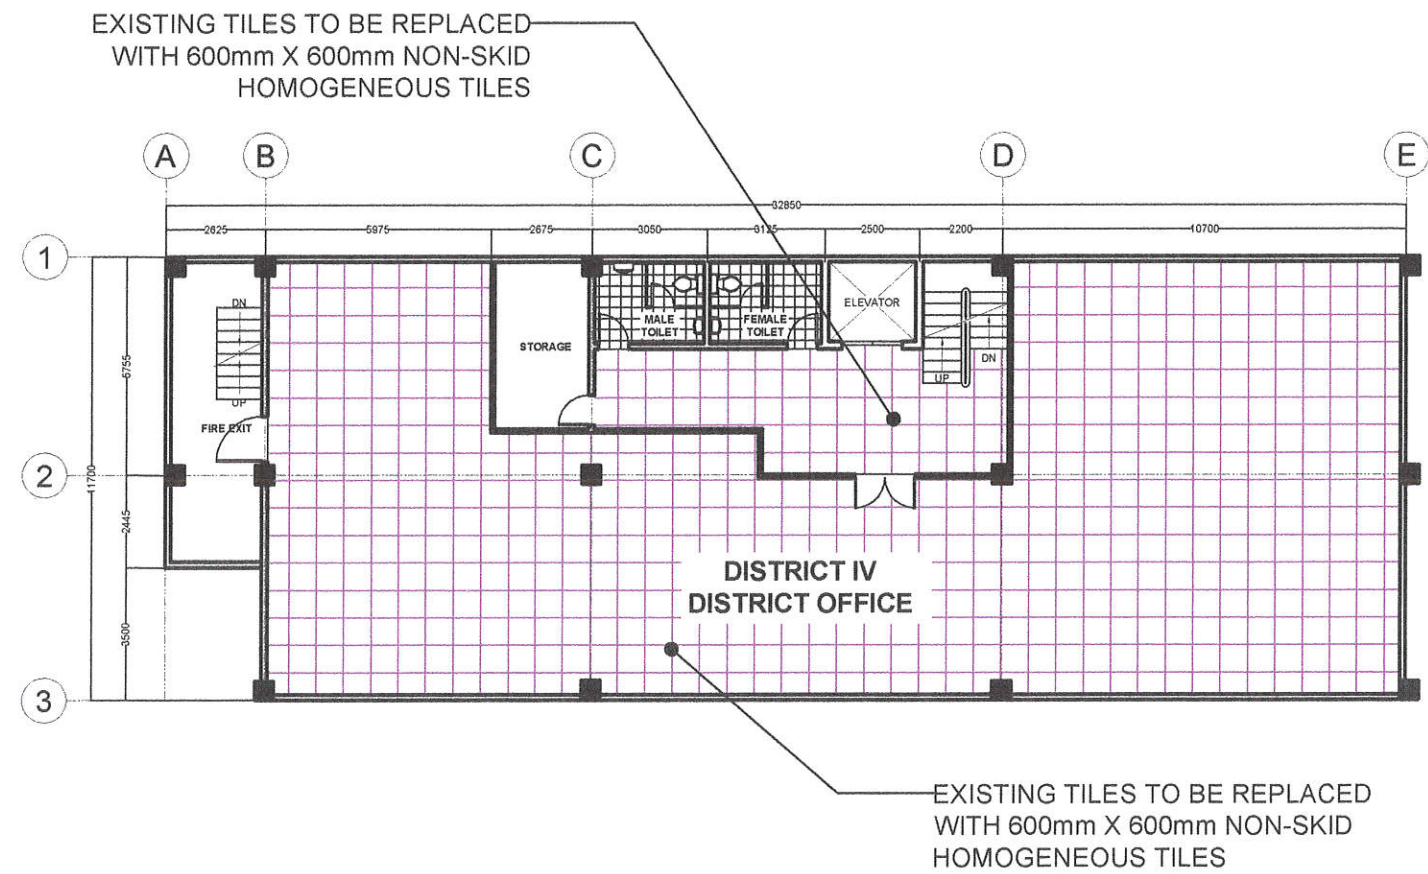 EXISTING TILES TO BE REPLACED
WITH 600mm X 600mm NON-SKID
HOMOGENEOUS TILES
A
B
C
D
E
32850
2625
5975
2675
3050
3125
2500
2200
10700
1
2
3
5755
2445
3500
11700
DN
UP
FIRE EXIT
STORAGE
MALE
TOILET
FEMALE
TOILET
ELEVATOR
UP
DN
DISTRICT IV
DISTRICT OFFICE
EXISTING TILES TO BE REPLACED
WITH 600mm X 600mm NON-SKID
HOMOGENEOUS TILES